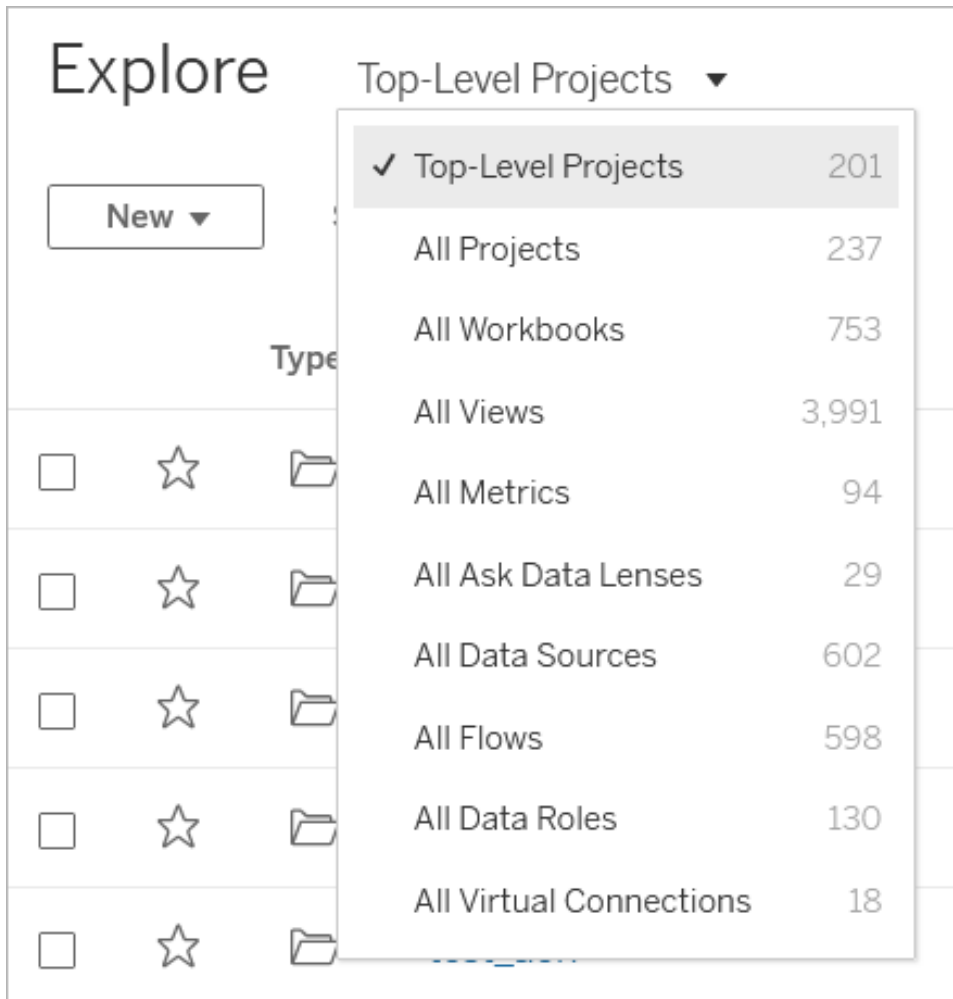 Explore
Top-Level Projects
Top-Level Projects 201
New
All Projects 237
All Workbooks 753
Type
All Views 3,991
All Metrics 94
All Ask Data Lenses 29
All Data Sources 602
All Flows 598
All Data Roles 130
All Virtual Connections 18